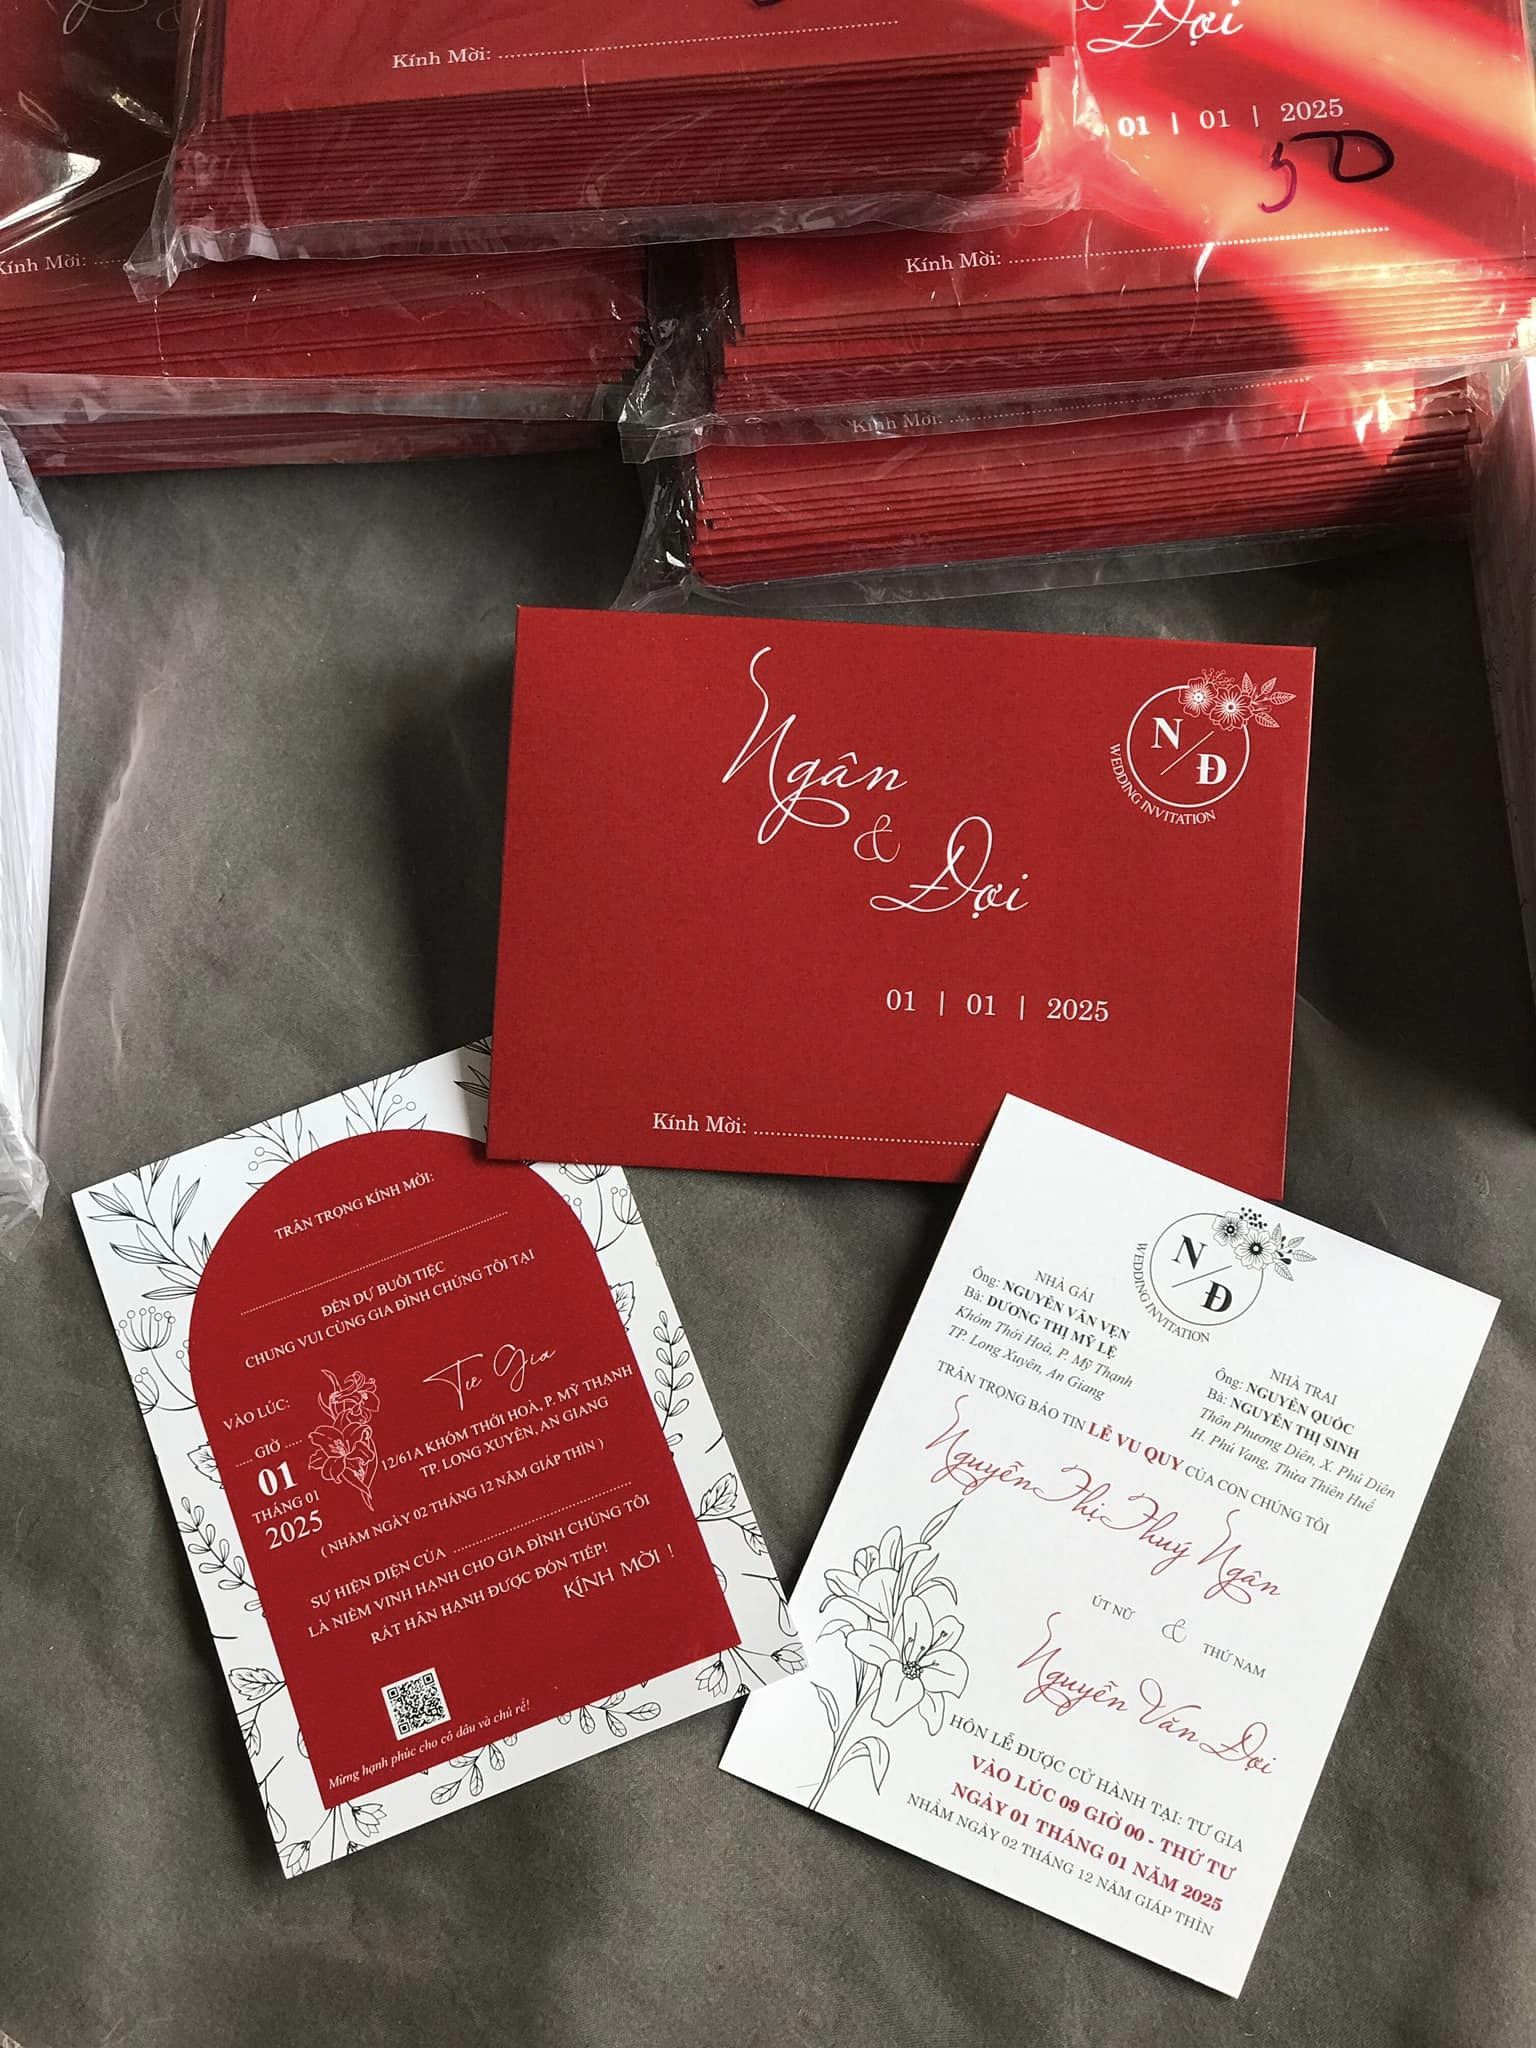 Kính Mời:
&
Đợi
01 | 01 | 2025
50
Kính Mời:
Kính Mời:
Kính Mời:
Ngân
&
Đợi
N
Đ
WEDDING INVITATION
01 | 01 | 2025
Kính Mời:
TRÂN TRỌNG KÍNH MỜI:
ĐẾN DỰ BUỔI TIỆC
CHUNG VUI CÙNG GIA ĐÌNH CHÚNG TÔI TẠI
Tư Gia
12/61A KHÓM THỚI HOÀ, P. MỸ THẠNH
TP. LONG XUYÊN, AN GIANG
VÀO LÚC:
..... GIỜ .....
01
THÁNG 01
2025
( NHẰM NGÀY 02 THÁNG 12 NĂM GIÁP THÌN )
SỰ HIỆN DIỆN CỦA
LÀ NIỀM VINH HẠNH CHO GIA ĐÌNH CHÚNG TÔI
RẤT HÂN HẠNH ĐƯỢC ĐÓN TIẾP!
KÍNH MỜI !
Mừng hạnh phúc cho cô dâu và chú rể!
N
Đ
WEDDING INVITATION
NHÀ GÁI
Ông: NGUYỄN VĂN VẸN
Bà: DƯƠNG THỊ MỸ LỆ
Khóm Thới Hoà, P. Mỹ Thạnh
TP. Long Xuyên, An Giang
NHÀ TRAI
Ông: NGUYỄN QUỐC
Bà: NGUYỄN THỊ SINH
Thôn Phương Diên, X. Phú Diên
H. Phú Vang, Thừa Thiên Huế
TRÂN TRỌNG BÁO TIN LỄ VU QUY CỦA CON CHÚNG TÔI
Nguyễn Thị Thuý Ngân
ÚT NỮ & THỨ NAM
Nguyễn Văn Đợi
HÔN LỄ ĐƯỢC CỬ HÀNH TẠI: TƯ GIA
VÀO LÚC 09 GIỜ 00 - THỨ TƯ
NGÀY 01 THÁNG 01 NĂM 2025
NHẰM NGÀY 02 THÁNG 12 NĂM GIÁP THÌN